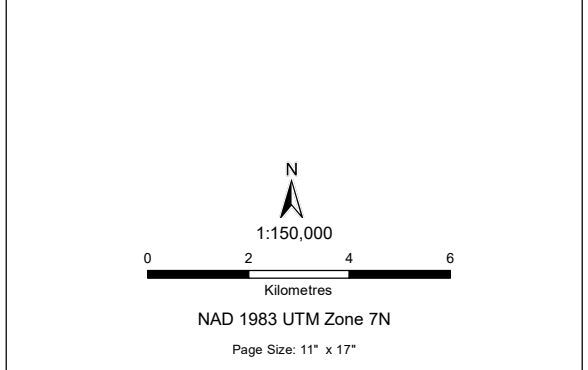 N
1:150,000
0 2 4 6
Kilometres
NAD 1983 UTM Zone 7N
Page Size: 11" x 17"